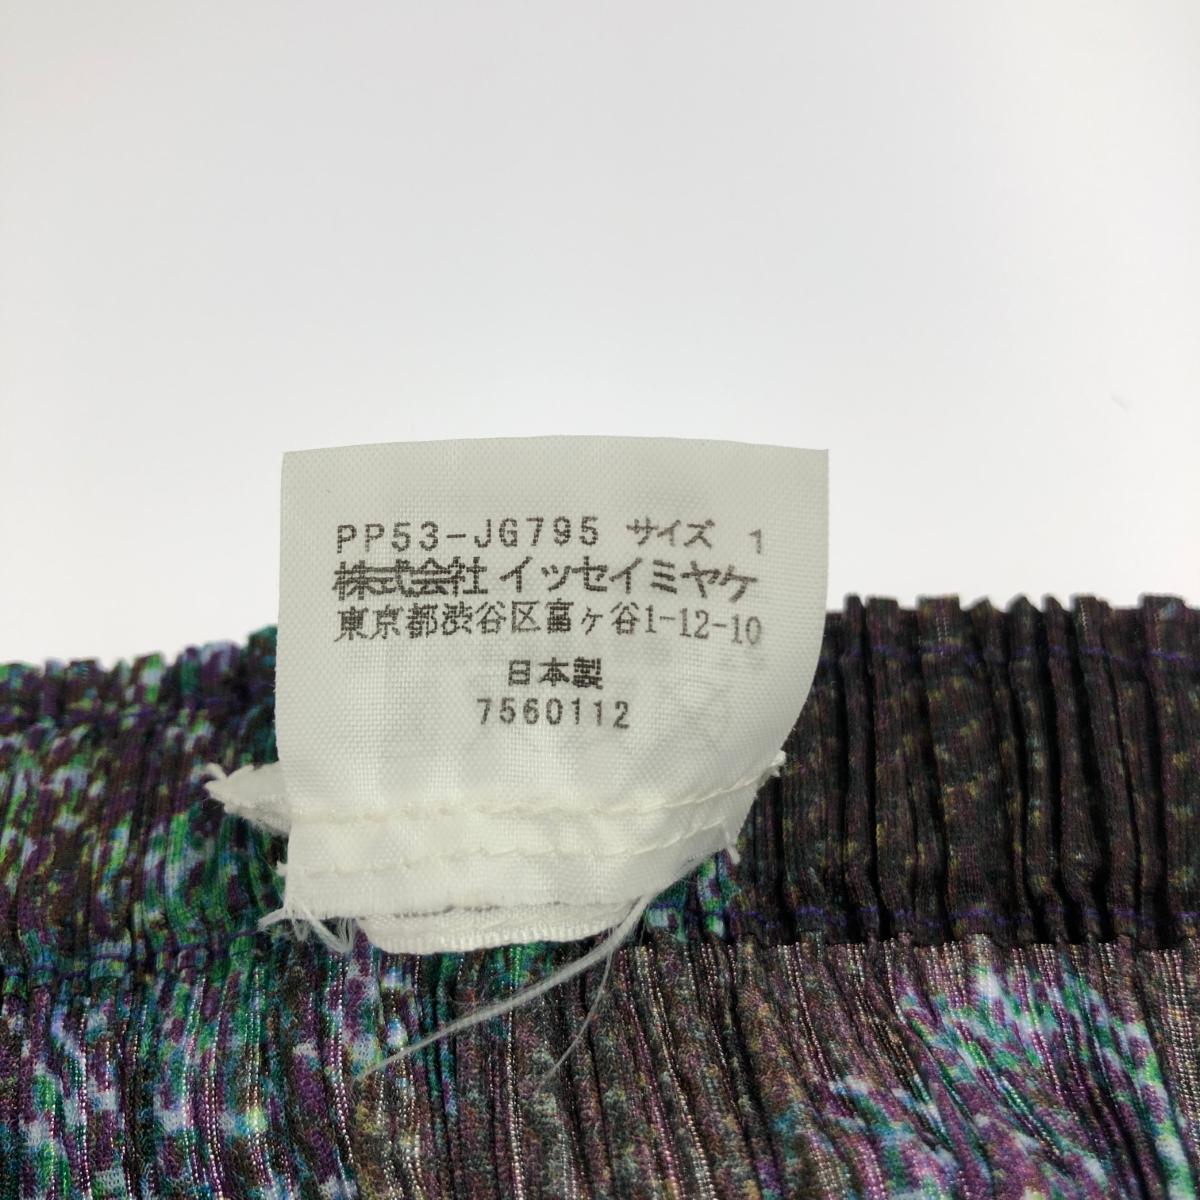 PP53-JG795 サイズ 1
株式会社 イッセイミヤケ
東京都渋谷区富ヶ谷1-12-10
日本製
7560112